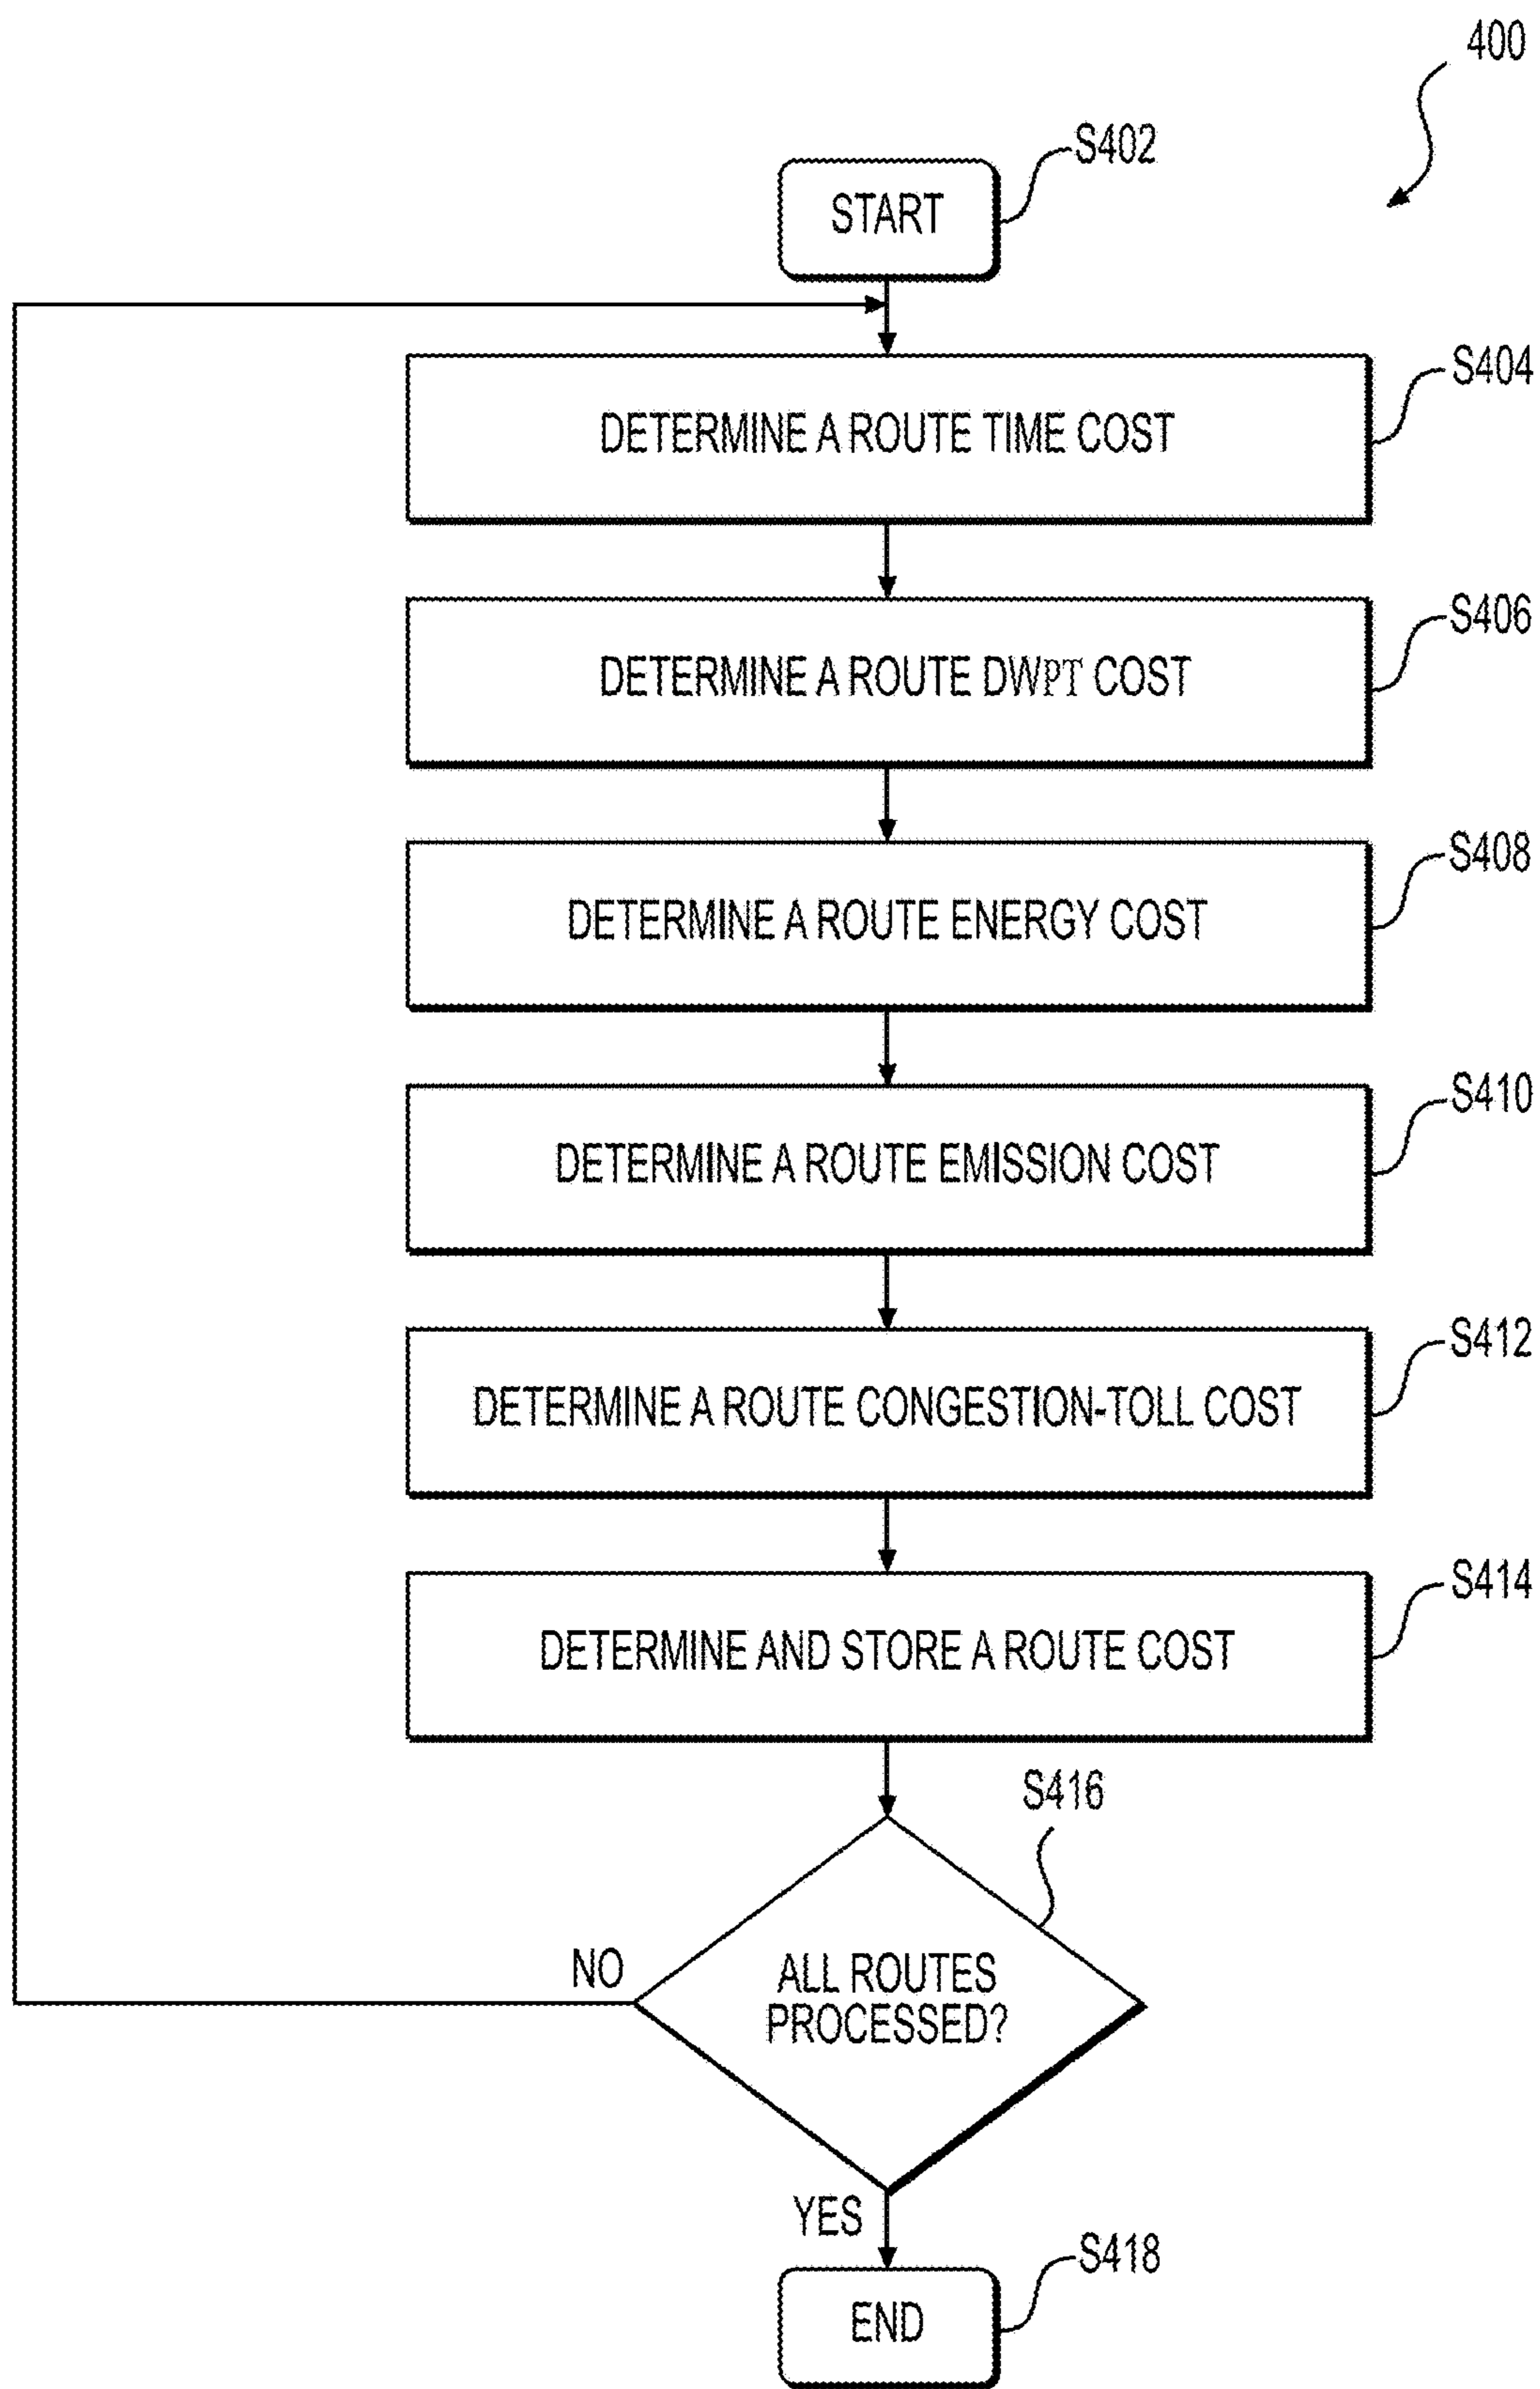 400
S402
START
S404
DETERMINE A ROUTE TIME COST
S406
DETERMINE A ROUTE DWPT COST
S408
DETERMINE A ROUTE ENERGY COST
S410
DETERMINE A ROUTE EMISSION COST
S412
DETERMINE A ROUTE CONGESTION-TOLL COST
S414
DETERMINE AND STORE A ROUTE COST
S416
NO
ALL ROUTES
PROCESSED?
YES
S418
END